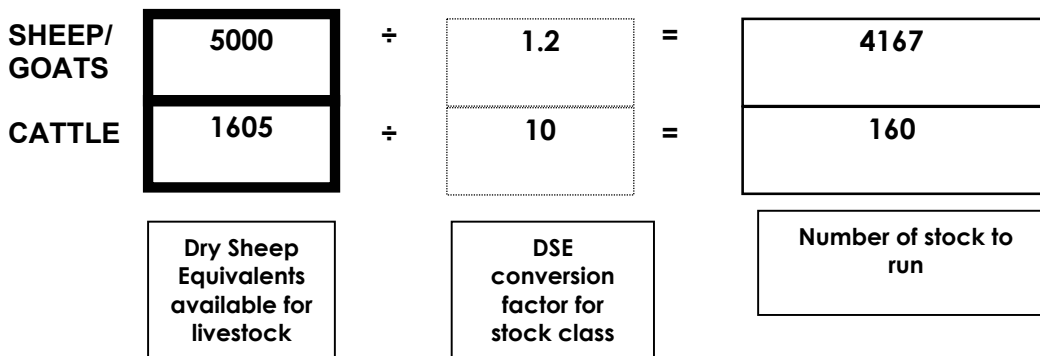 SHEEP/ 5000 ÷ 1.2 = 4167
GOATS
CATTLE 1605 ÷ 10 = 160
Dry Sheep
Equivalents
available for
livestock
DSE
conversion
factor for
stock class
Number of stock to
run